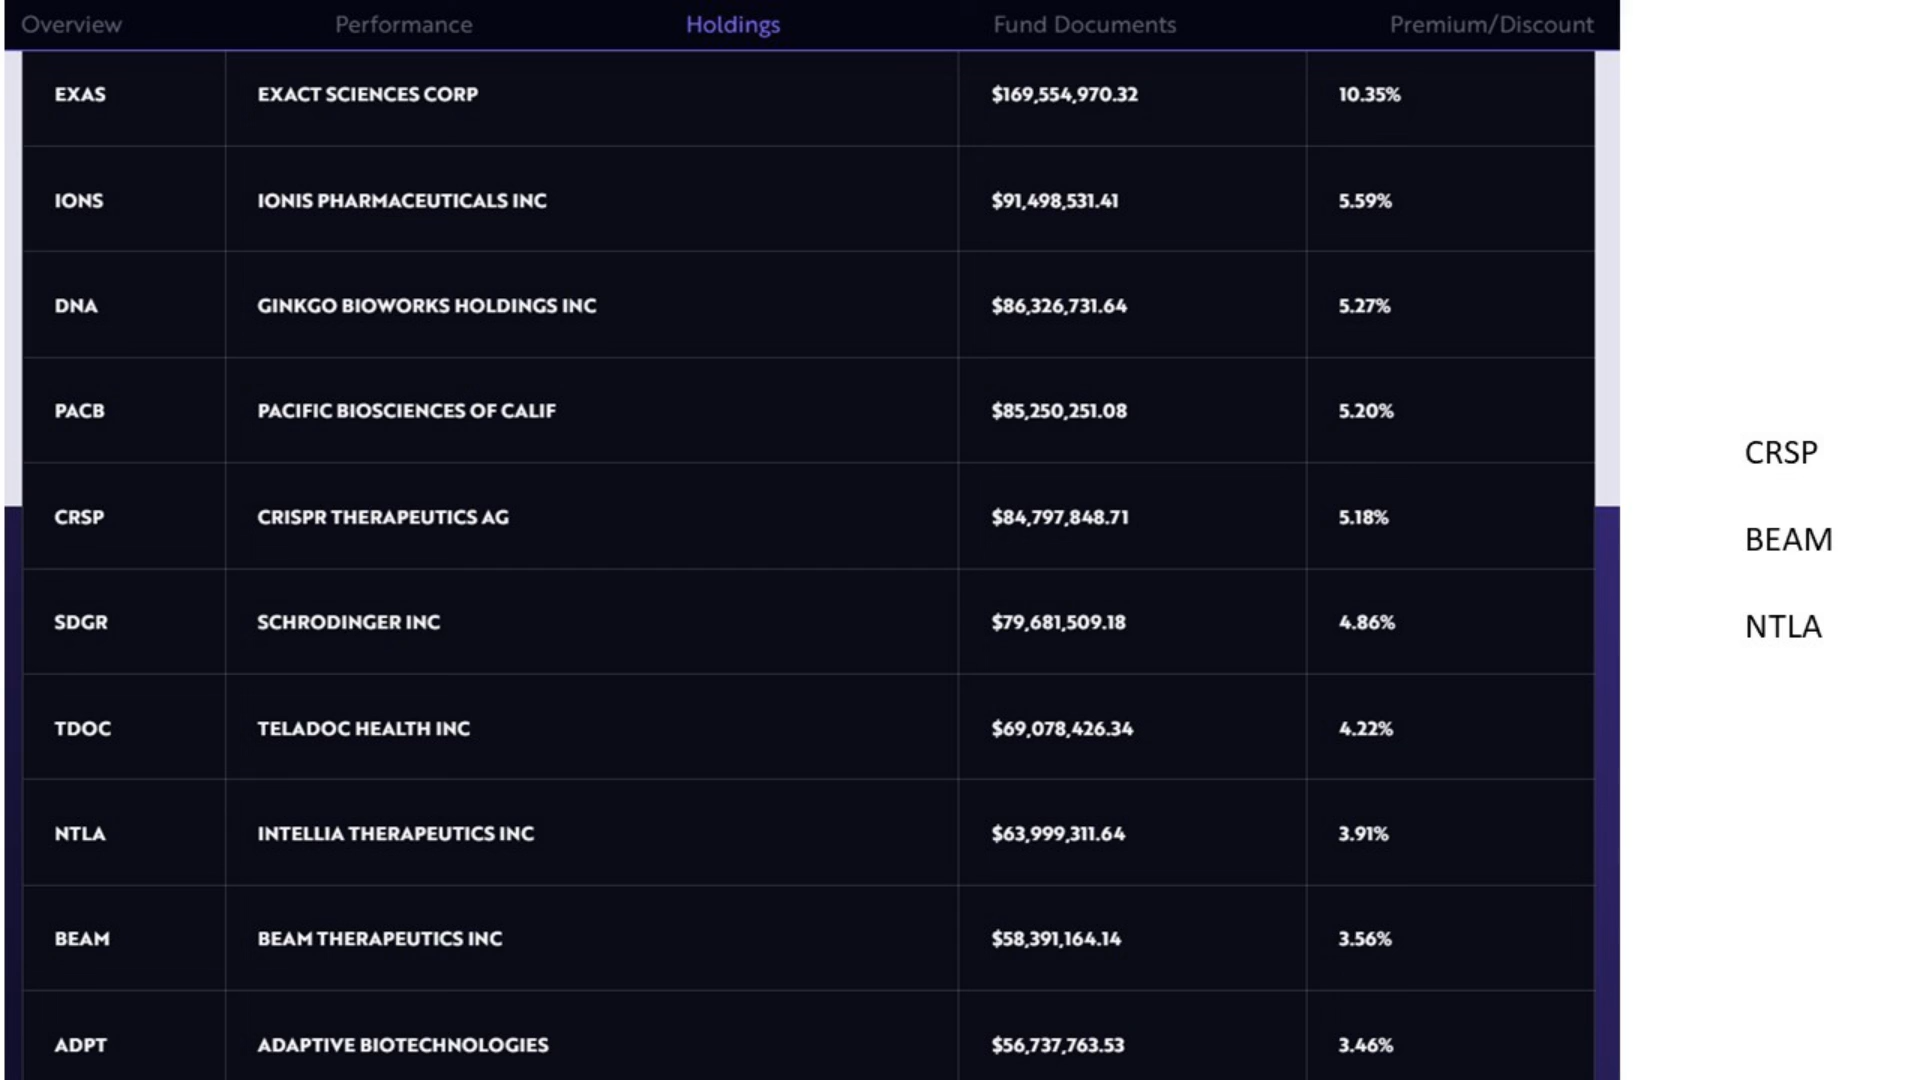 Overview Performance Holdings Fund Documents Premium/Discount
EXAS EXACT SCIENCES CORP $169,554,970.32 10.35%
IONS IONIS PHARMACEUTICALS INC $91,498,531.41 5.59%
DNA GINKGO BIOWORKS HOLDINGS INC $86,326,731.64 5.27%
PACB PACIFIC BIOSCIENCES OF CALIF $85,250,251.08 5.20%
CRSP CRISPR THERAPEUTICS AG $84,797,848.71 5.18%
SDGR SCHRODINGER INC $79,681,509.18 4.86%
TDOC TELADOC HEALTH INC $69,078,426.34 4.22%
NTLA INTELLIA THERAPEUTICS INC $63,999,311.64 3.91%
BEAM BEAM THERAPEUTICS INC $58,391,164.14 3.56%
ADPT ADAPTIVE BIOTECHNOLOGIES $56,737,763.53 3.46%
CRSP
BEAM
NTLA